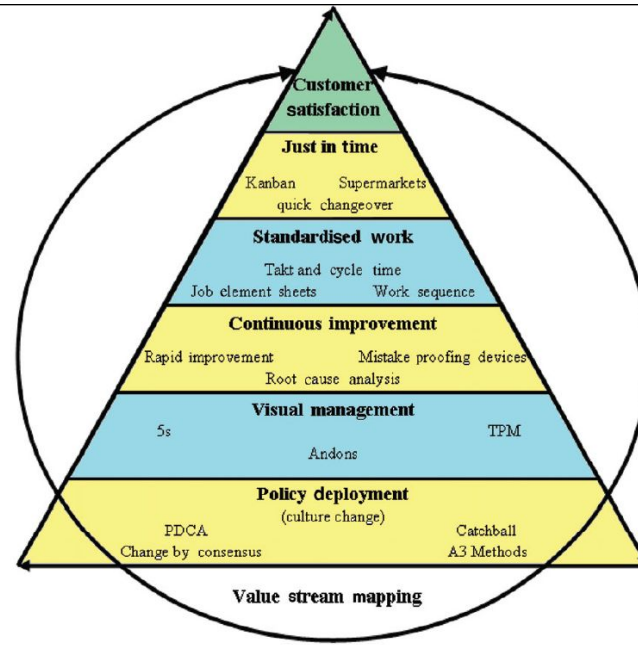 Customer
satisfaction
Just in time
Kanban Supermarkets
quick changeover
Standardised work
Takt and cycle time
Job element sheets Work sequence
Continuous improvement
Rapid improvement Mistake proofing devices
Root cause analysis
Visual management
5s TPM
Andons
Policy deployment
(culture change)
PDCA Catchball
Change by consensus A3 Methods
Value stream mapping